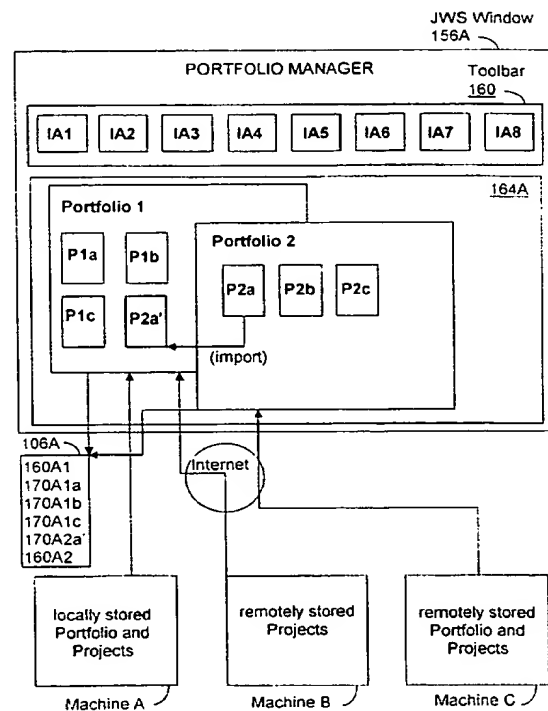 JWS Window
156A
PORTFOLIO MANAGER
Toolbar
160
IA1 IA2 IA3 IA4 IA5 IA6 IA7 IA8
164A
Portfolio 1
Portfolio 2
P1a P1b
P2a P2b P2c
P1c P2a'
(import)
106A
Internet
160A1
170A1a
170A1b
170A1c
170A2a'
160A2
locally stored
Portfolio and
Projects
remotely stored
Projects
remotely stored
Portfolio and
Projects
Machine A
Machine B
Machine C